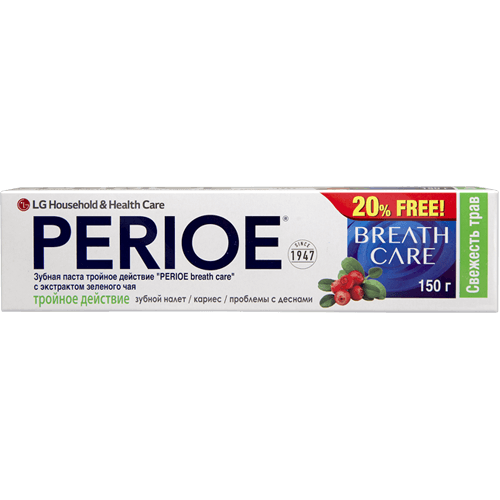 LG Household & Health Care
PERIOE®
SINCE
1947
Зубная паста тройное действие "PERIOE breath care"
с экстрактом зеленого чая
тройное действие зубной налет / кариес / проблемы с деснами
20% FREE!
BREATH
CARE
150 г
Свежесть трав